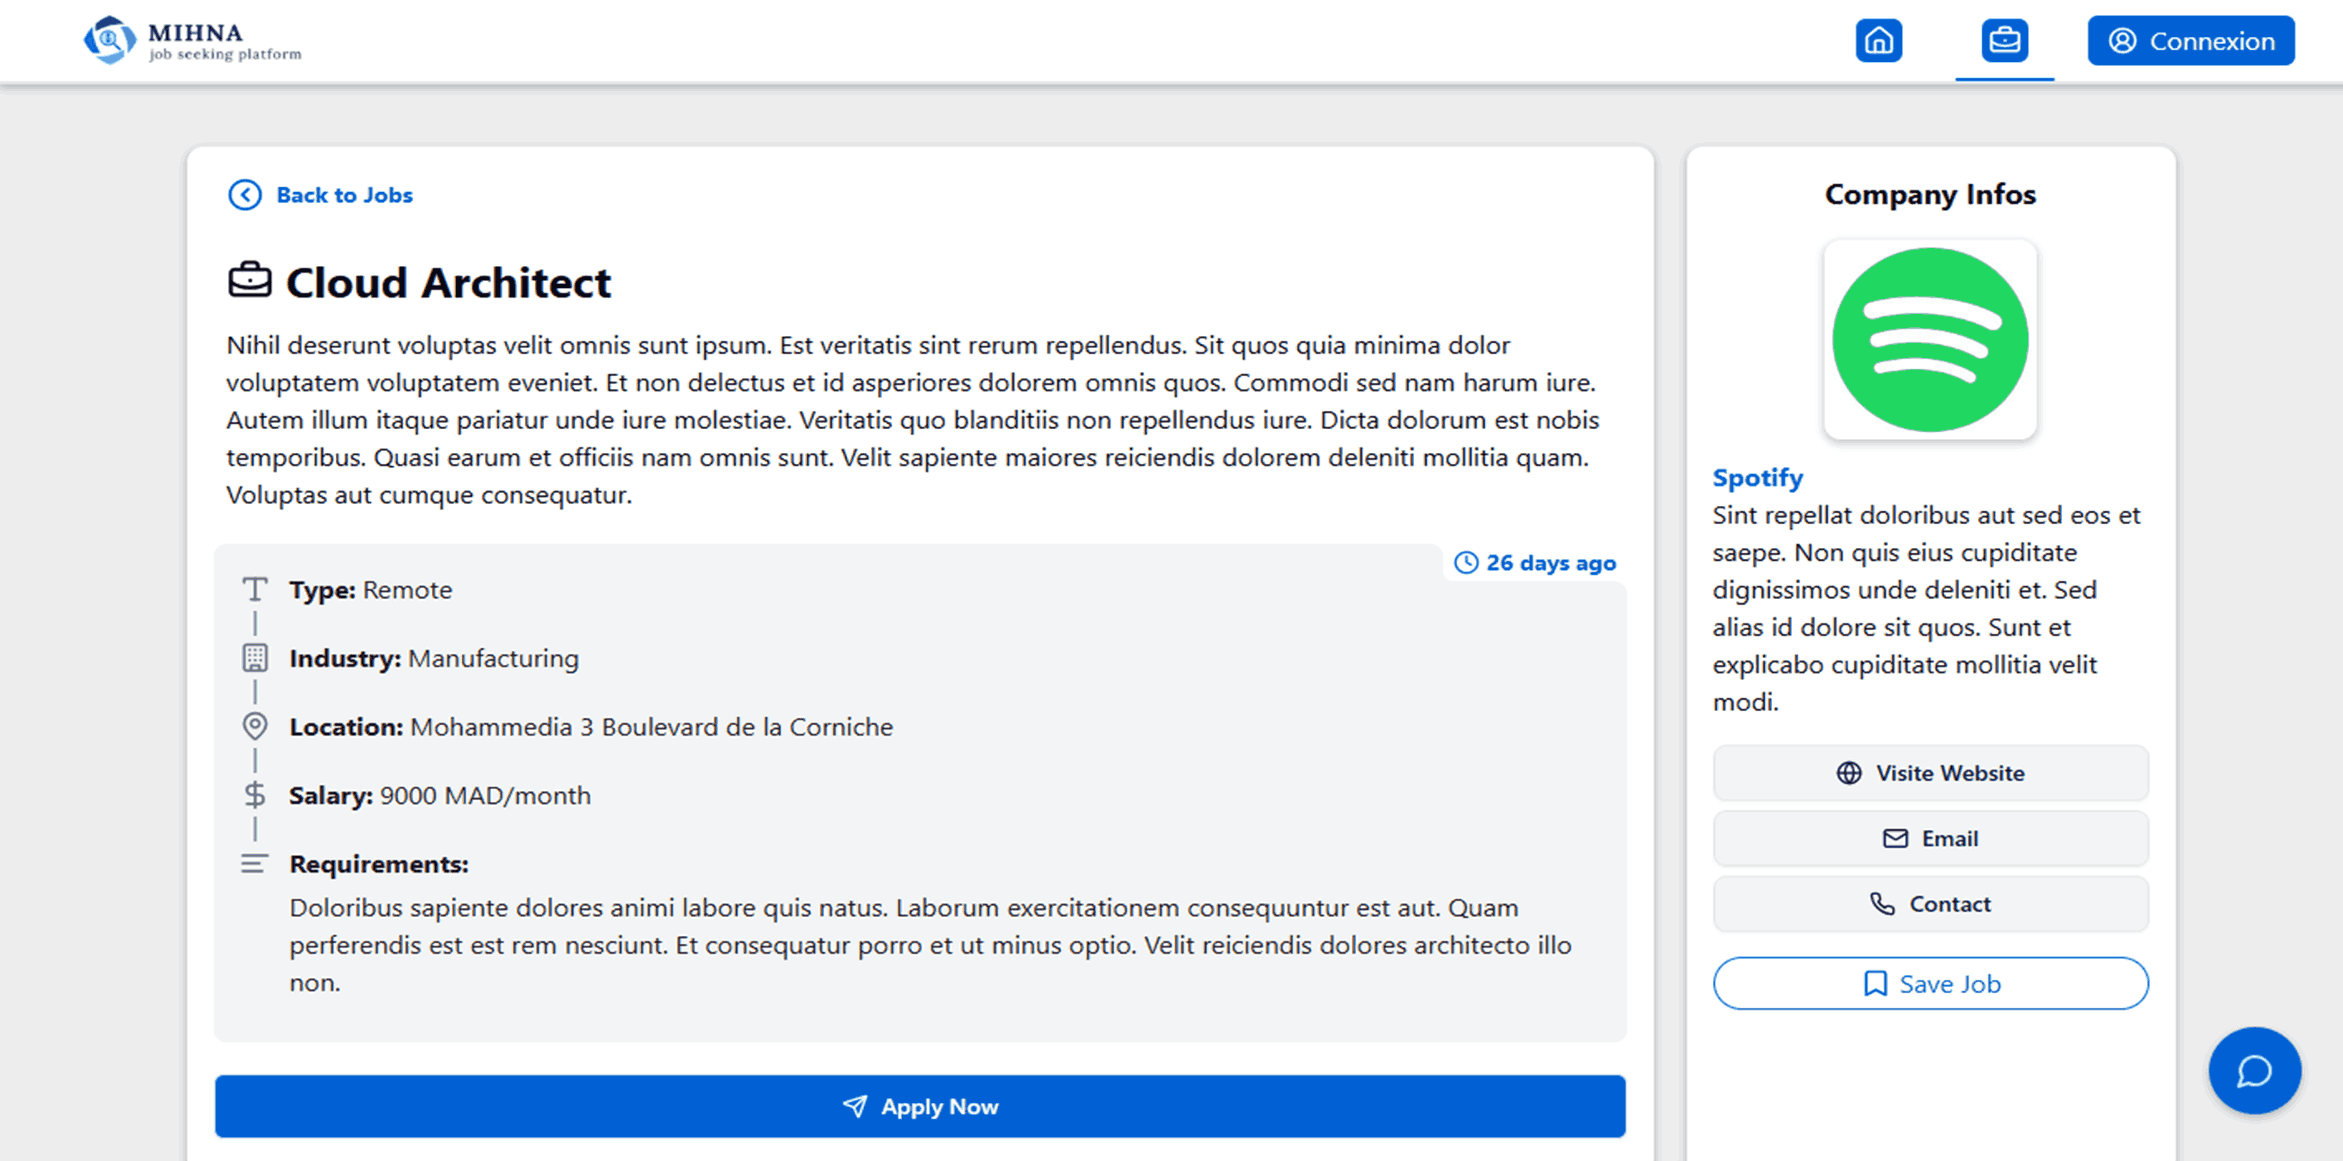 MIHNA
job seeking platform
Connexion
Back to Jobs
Cloud Architect
Nihil deserunt voluptas velit omnis sunt ipsum. Est veritatis sint rerum repellendus. Sit quos quia minima dolor
voluptatem voluptatem eveniet. Et non delectus et id asperiores dolorem omnis quos. Commodi sed nam harum iure.
Autem illum itaque pariatur unde iure molestiae. Veritatis quo blanditiis non repellendus iure. Dicta dolorum est nobis
temporibus. Quasi earum et officiis nam omnis sunt. Velit sapiente maiores reiciendis dolorem deleniti mollitia quam.
Voluptas aut cumque consequatur.
26 days ago
Type: Remote
Industry: Manufacturing
Location: Mohammedia 3 Boulevard de la Corniche
Salary: 9000 MAD/month
Requirements:
Doloribus sapiente dolores animi labore quis natus. Laborum exercitationem consequuntur est aut. Quam
perferendis est est rem nesciunt. Et consequatur porro et ut minus optio. Velit reiciendis dolores architecto illo
non.
Apply Now
Company Infos
Spotify
Sint repellat doloribus aut sed eos et
saepe. Non quis eius cupiditate
dignissimos unde deleniti et. Sed
alias id dolore sit quos. Sunt et
explicabo cupiditate mollitia velit
modi.
Visite Website
Email
Contact
Save Job